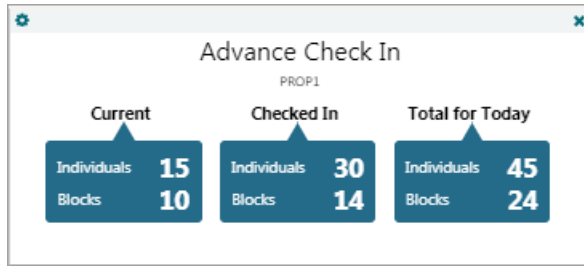 Advance Check In
PROP1
Current
Individuals 15
Blocks 10
Checked In
Individuals 30
Blocks 14
Total for Today
Individuals 45
Blocks 24